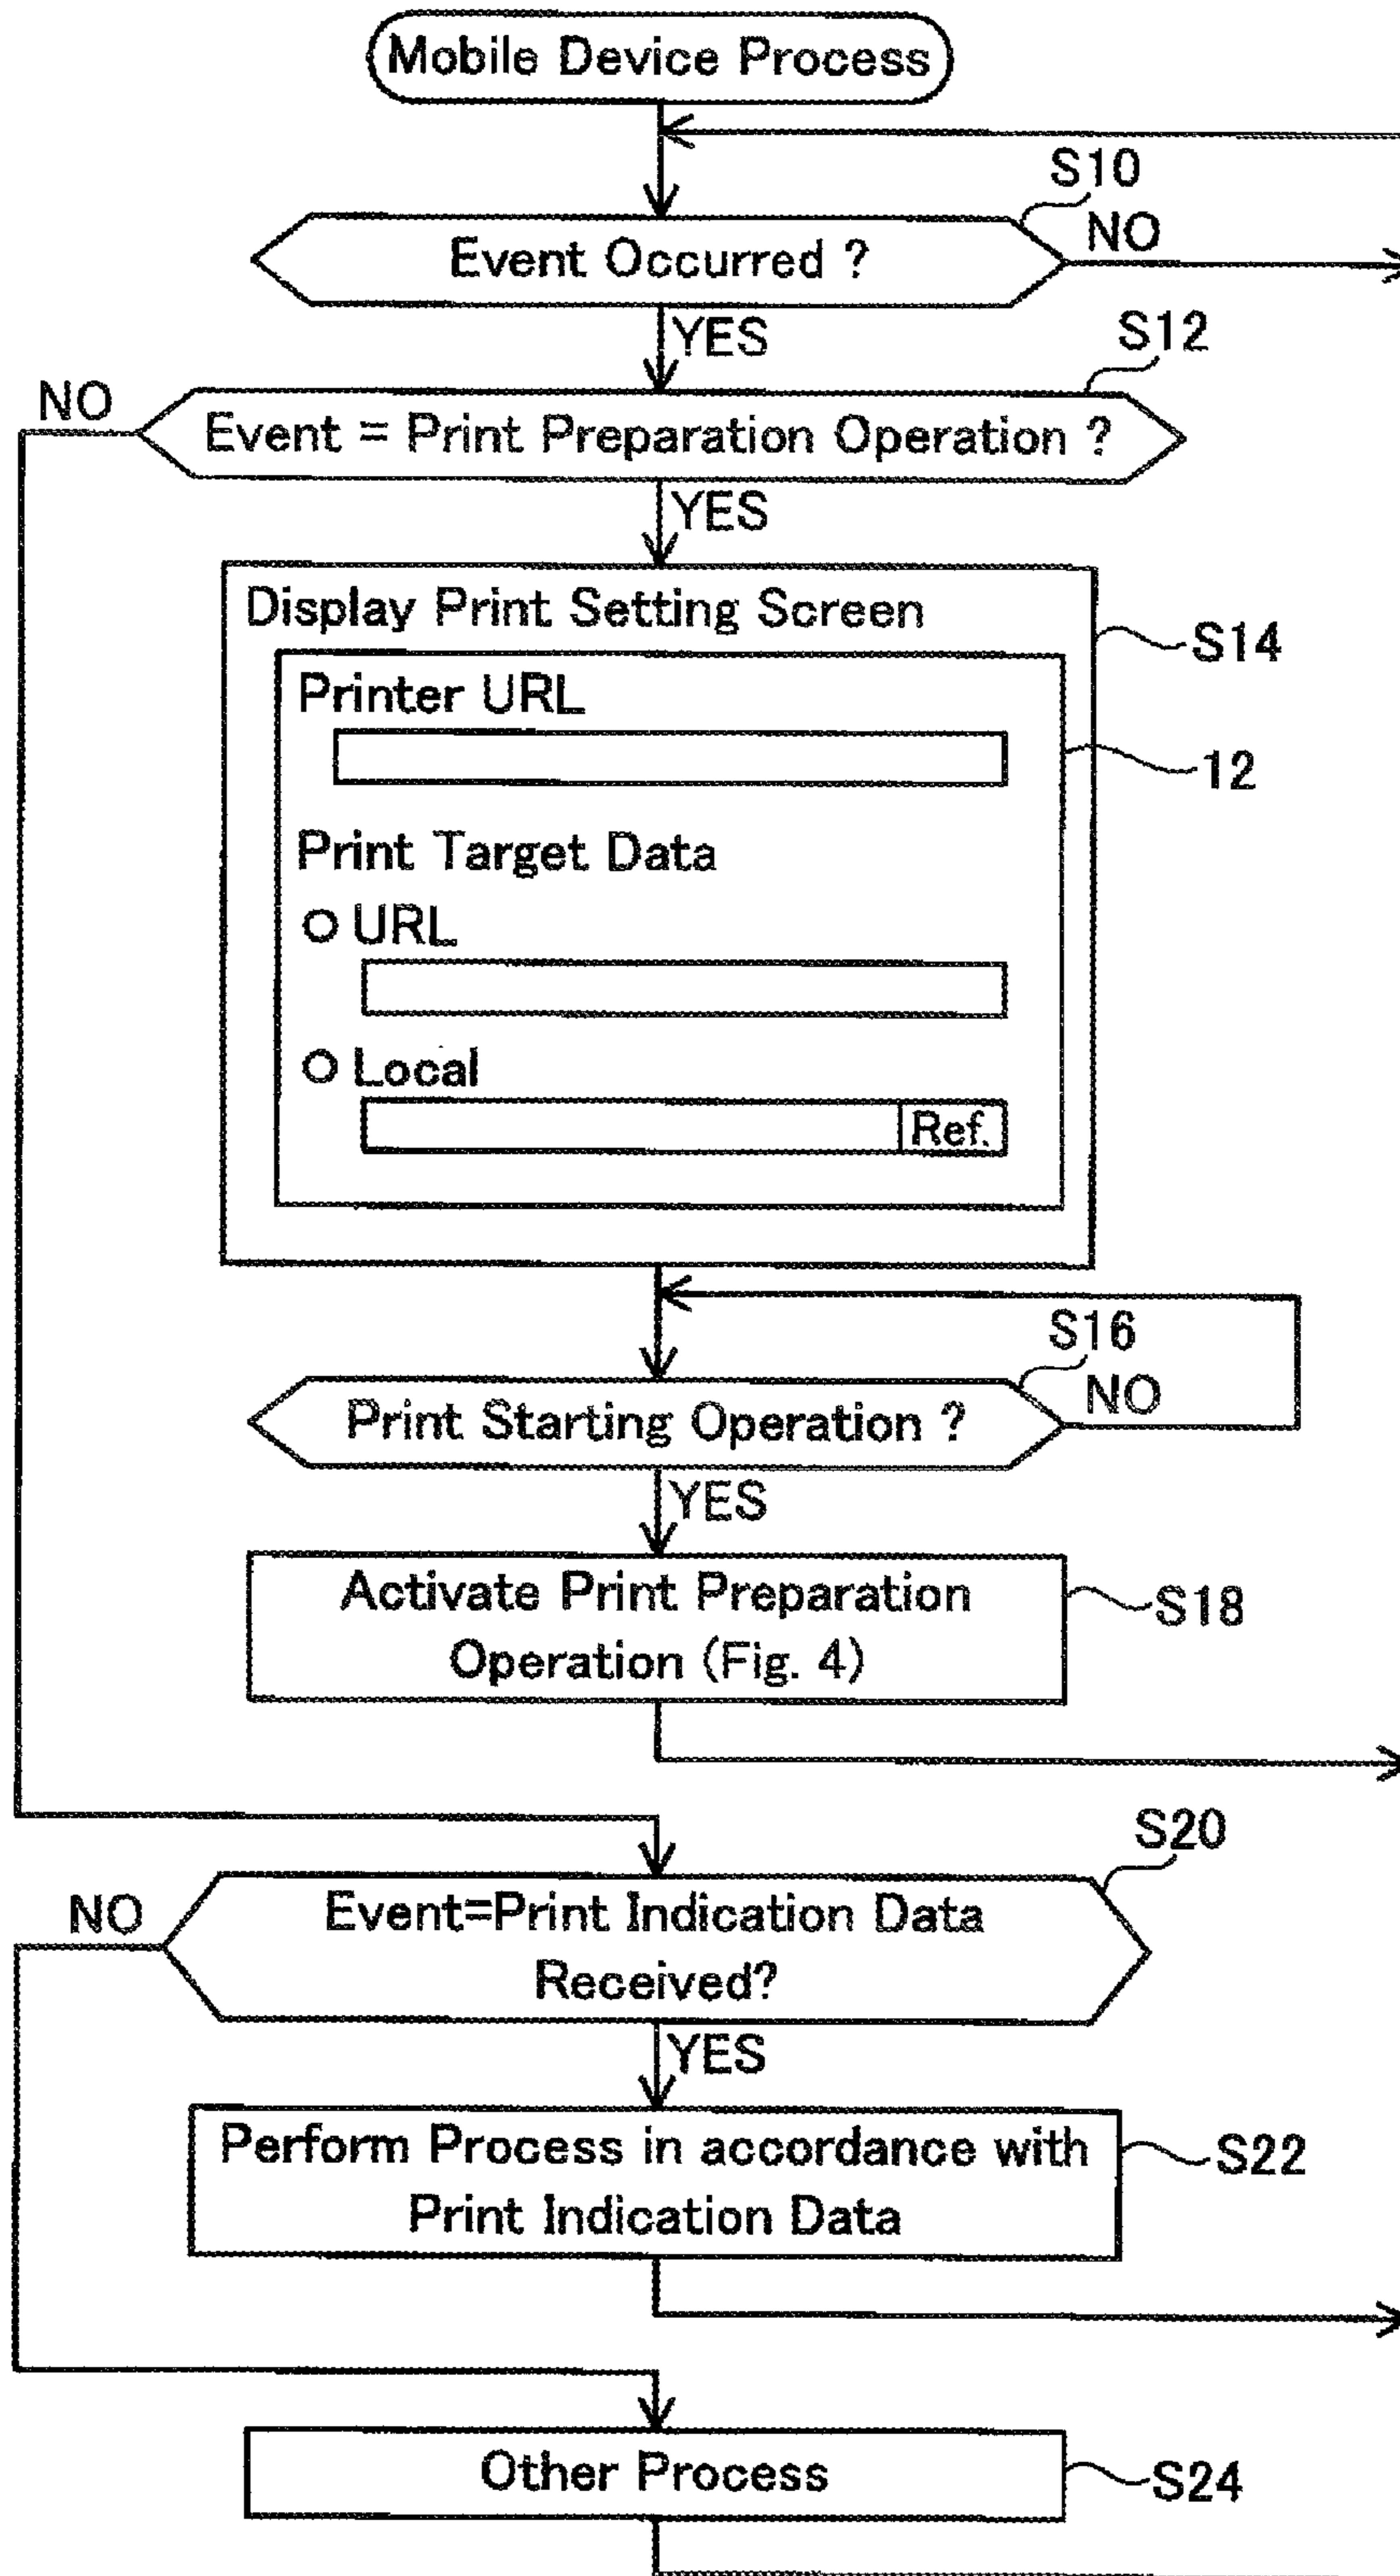 Mobile Device Process
S10
Event Occurred ?
NO
YES
S12
NO
Event = Print Preparation Operation ?
YES
Display Print Setting Screen
S14
Printer URL
12
Print Target Data
URL
Local
Ref.
S16
Print Starting Operation ?
NO
YES
Activate Print Preparation
Operation (Fig. 4)
S18
S20
NO
Event=Print Indication Data
Received?
YES
Perform Process in accordance with
Print Indication Data
S22
Other Process
S24